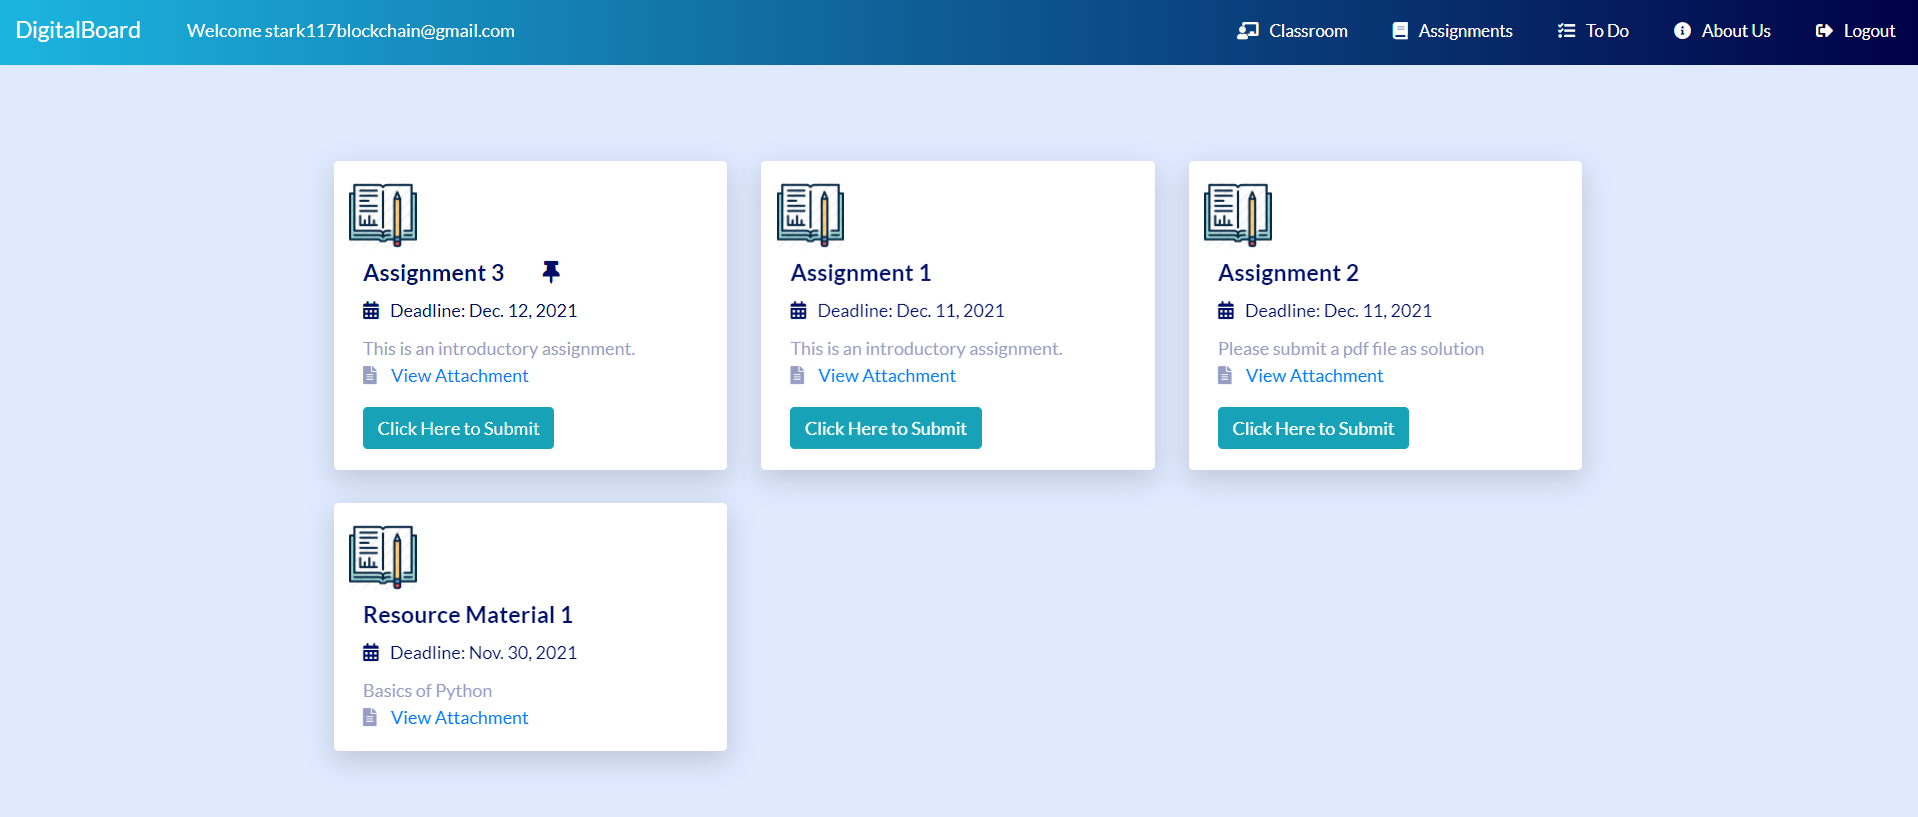 DigitalBoard
Welcome stark117blockchain@gmail.com
Classroom
Assignments
To Do
About Us
Logout
Assignment 3
Deadline: Dec. 12, 2021
This is an introductory assignment.
View Attachment
Click Here to Submit
Assignment 1
Deadline: Dec. 11, 2021
This is an introductory assignment.
View Attachment
Click Here to Submit
Assignment 2
Deadline: Dec. 11, 2021
Please submit a pdf file as solution
View Attachment
Click Here to Submit
Resource Material 1
Deadline: Nov. 30, 2021
Basics of Python
View Attachment